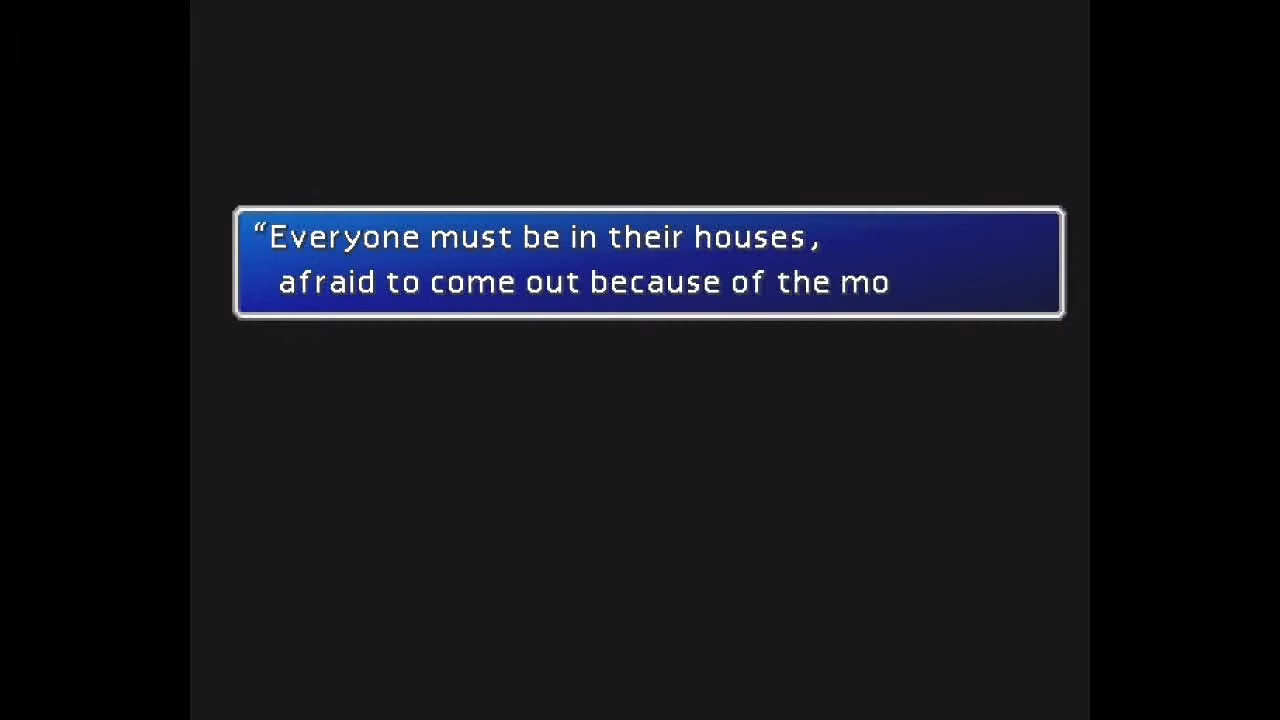 “Everyone must be in their houses,
afraid to come out because of the mo